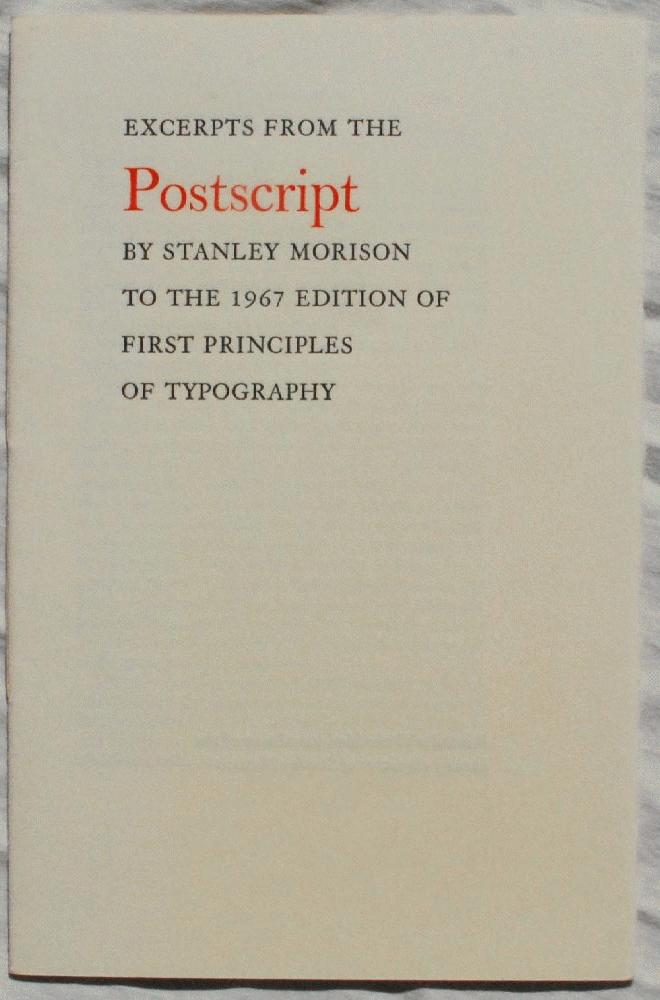 EXCERPTS FROM THE
Postscript
BY STANLEY MORISON
TO THE 1967 EDITION OF
FIRST PRINCIPLES
OF TYPOGRAPHY